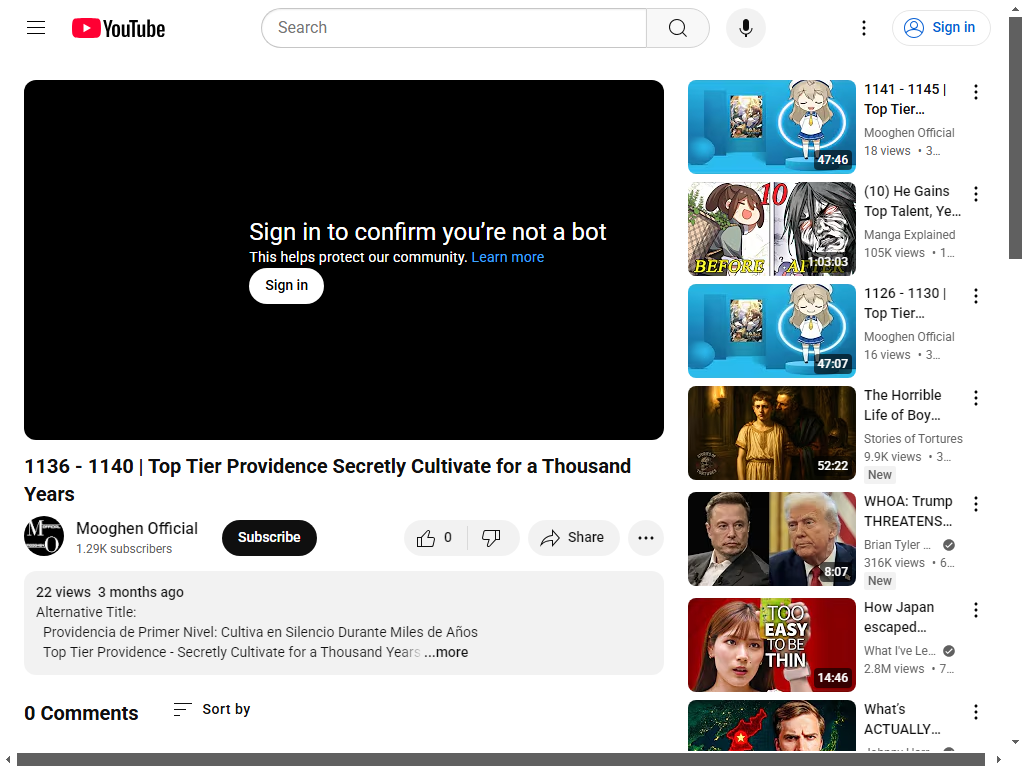 YouTube
Search
Sign in
Sign in to confirm you're not a bot
This helps protect our community. Learn more
Sign in
1136 - 1140 | Top Tier Providence Secretly Cultivate for a Thousand
Years
Mooghen Official
1.29K subscribers
Subscribe
0
Share
22 views 3 months ago
Alternative Title:
Providencia de Primer Nivel: Cultiva en Silencio Durante Miles de Años
Top Tier Providence - Secretly Cultivate for a Thousand Years ...more
0 Comments
Sort by
47:46
1141 - 1145 |
Top Tier...
Mooghen Official
18 views • 3...
10
BEFORE
AFTER
1:03:03
(10) He Gains
Top Talent, Ye...
Manga Explained
105K views • 1...
47:07
1126 - 1130 |
Top Tier...
Mooghen Official
16 views • 3...
52:22
The Horrible
Life of Boy...
Stories of Tortures
9.9K views • 3...
New
8:07
WHOA: Trump
THREATENS...
Brian Tyler ...
316K views • 6...
New
TOO
EASY
TO BE
THIN
14:46
How Japan
escaped...
What I've Le...
2.8M views • 7...
What's
ACTUALLY...